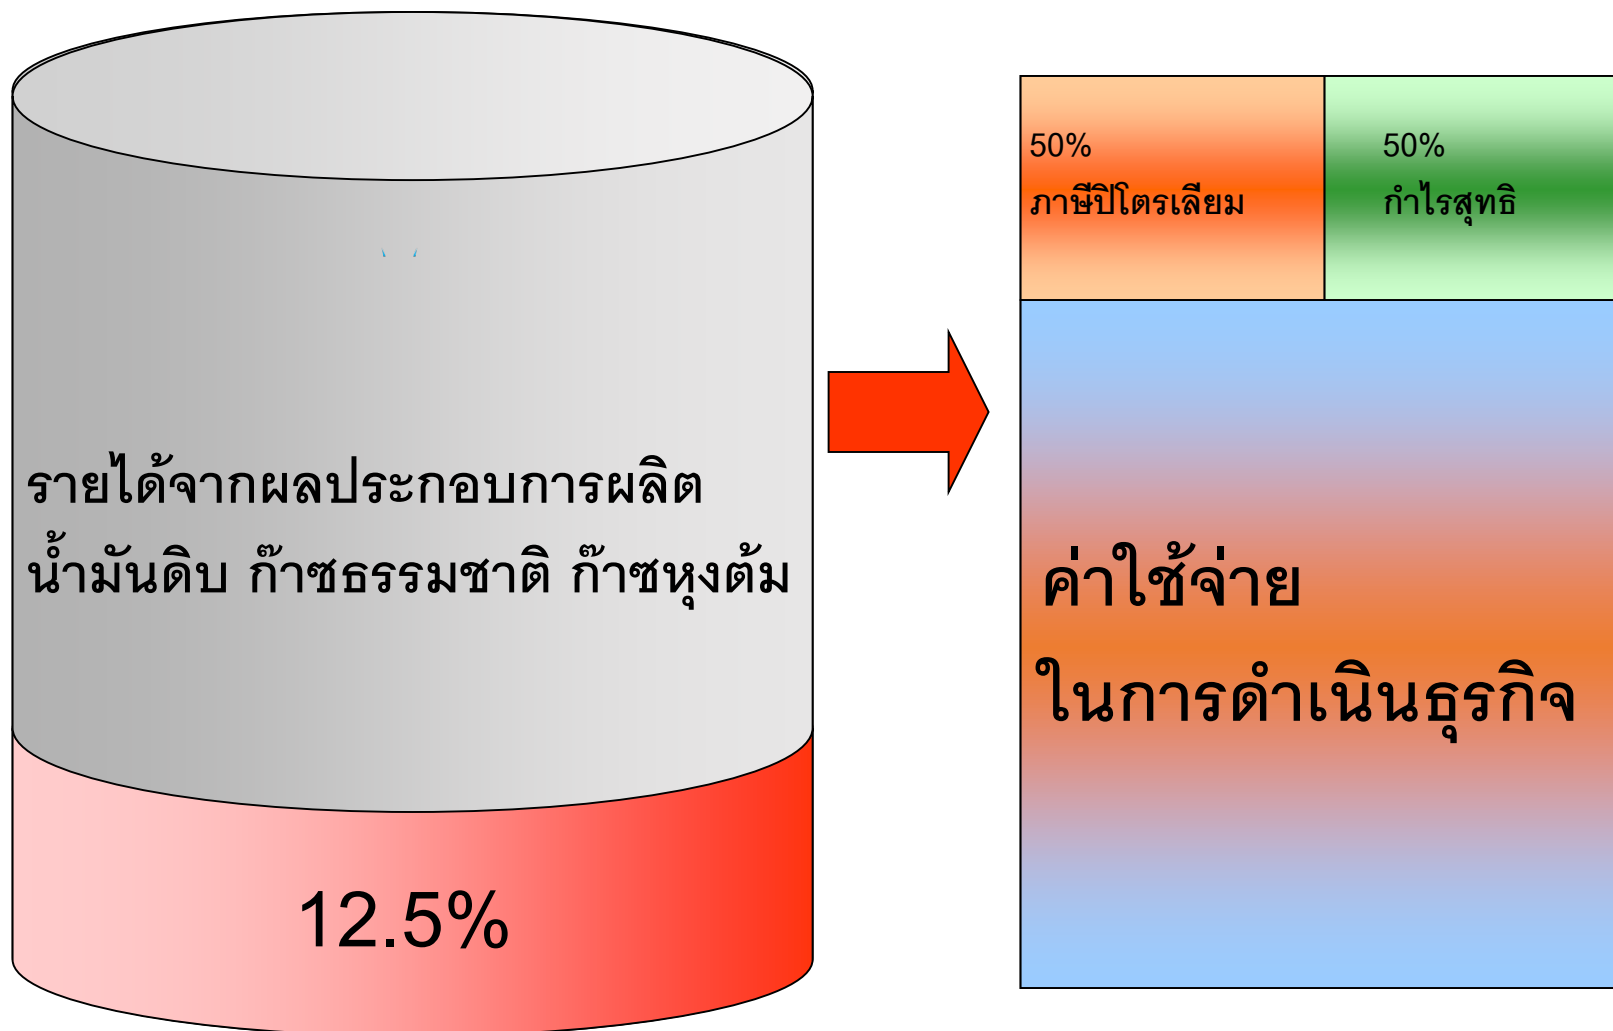 รายได้จากผลประกอบการผลิต
น้ำมันดิบ ก๊าซธรรมชาติ ก๊าซหุงต้ม
12.5%
50%
ภาษีปิโตรเลียม
50%
กำไรสุทธิ
ค่าใช้จ่าย
ในการดำเนินธุรกิจ